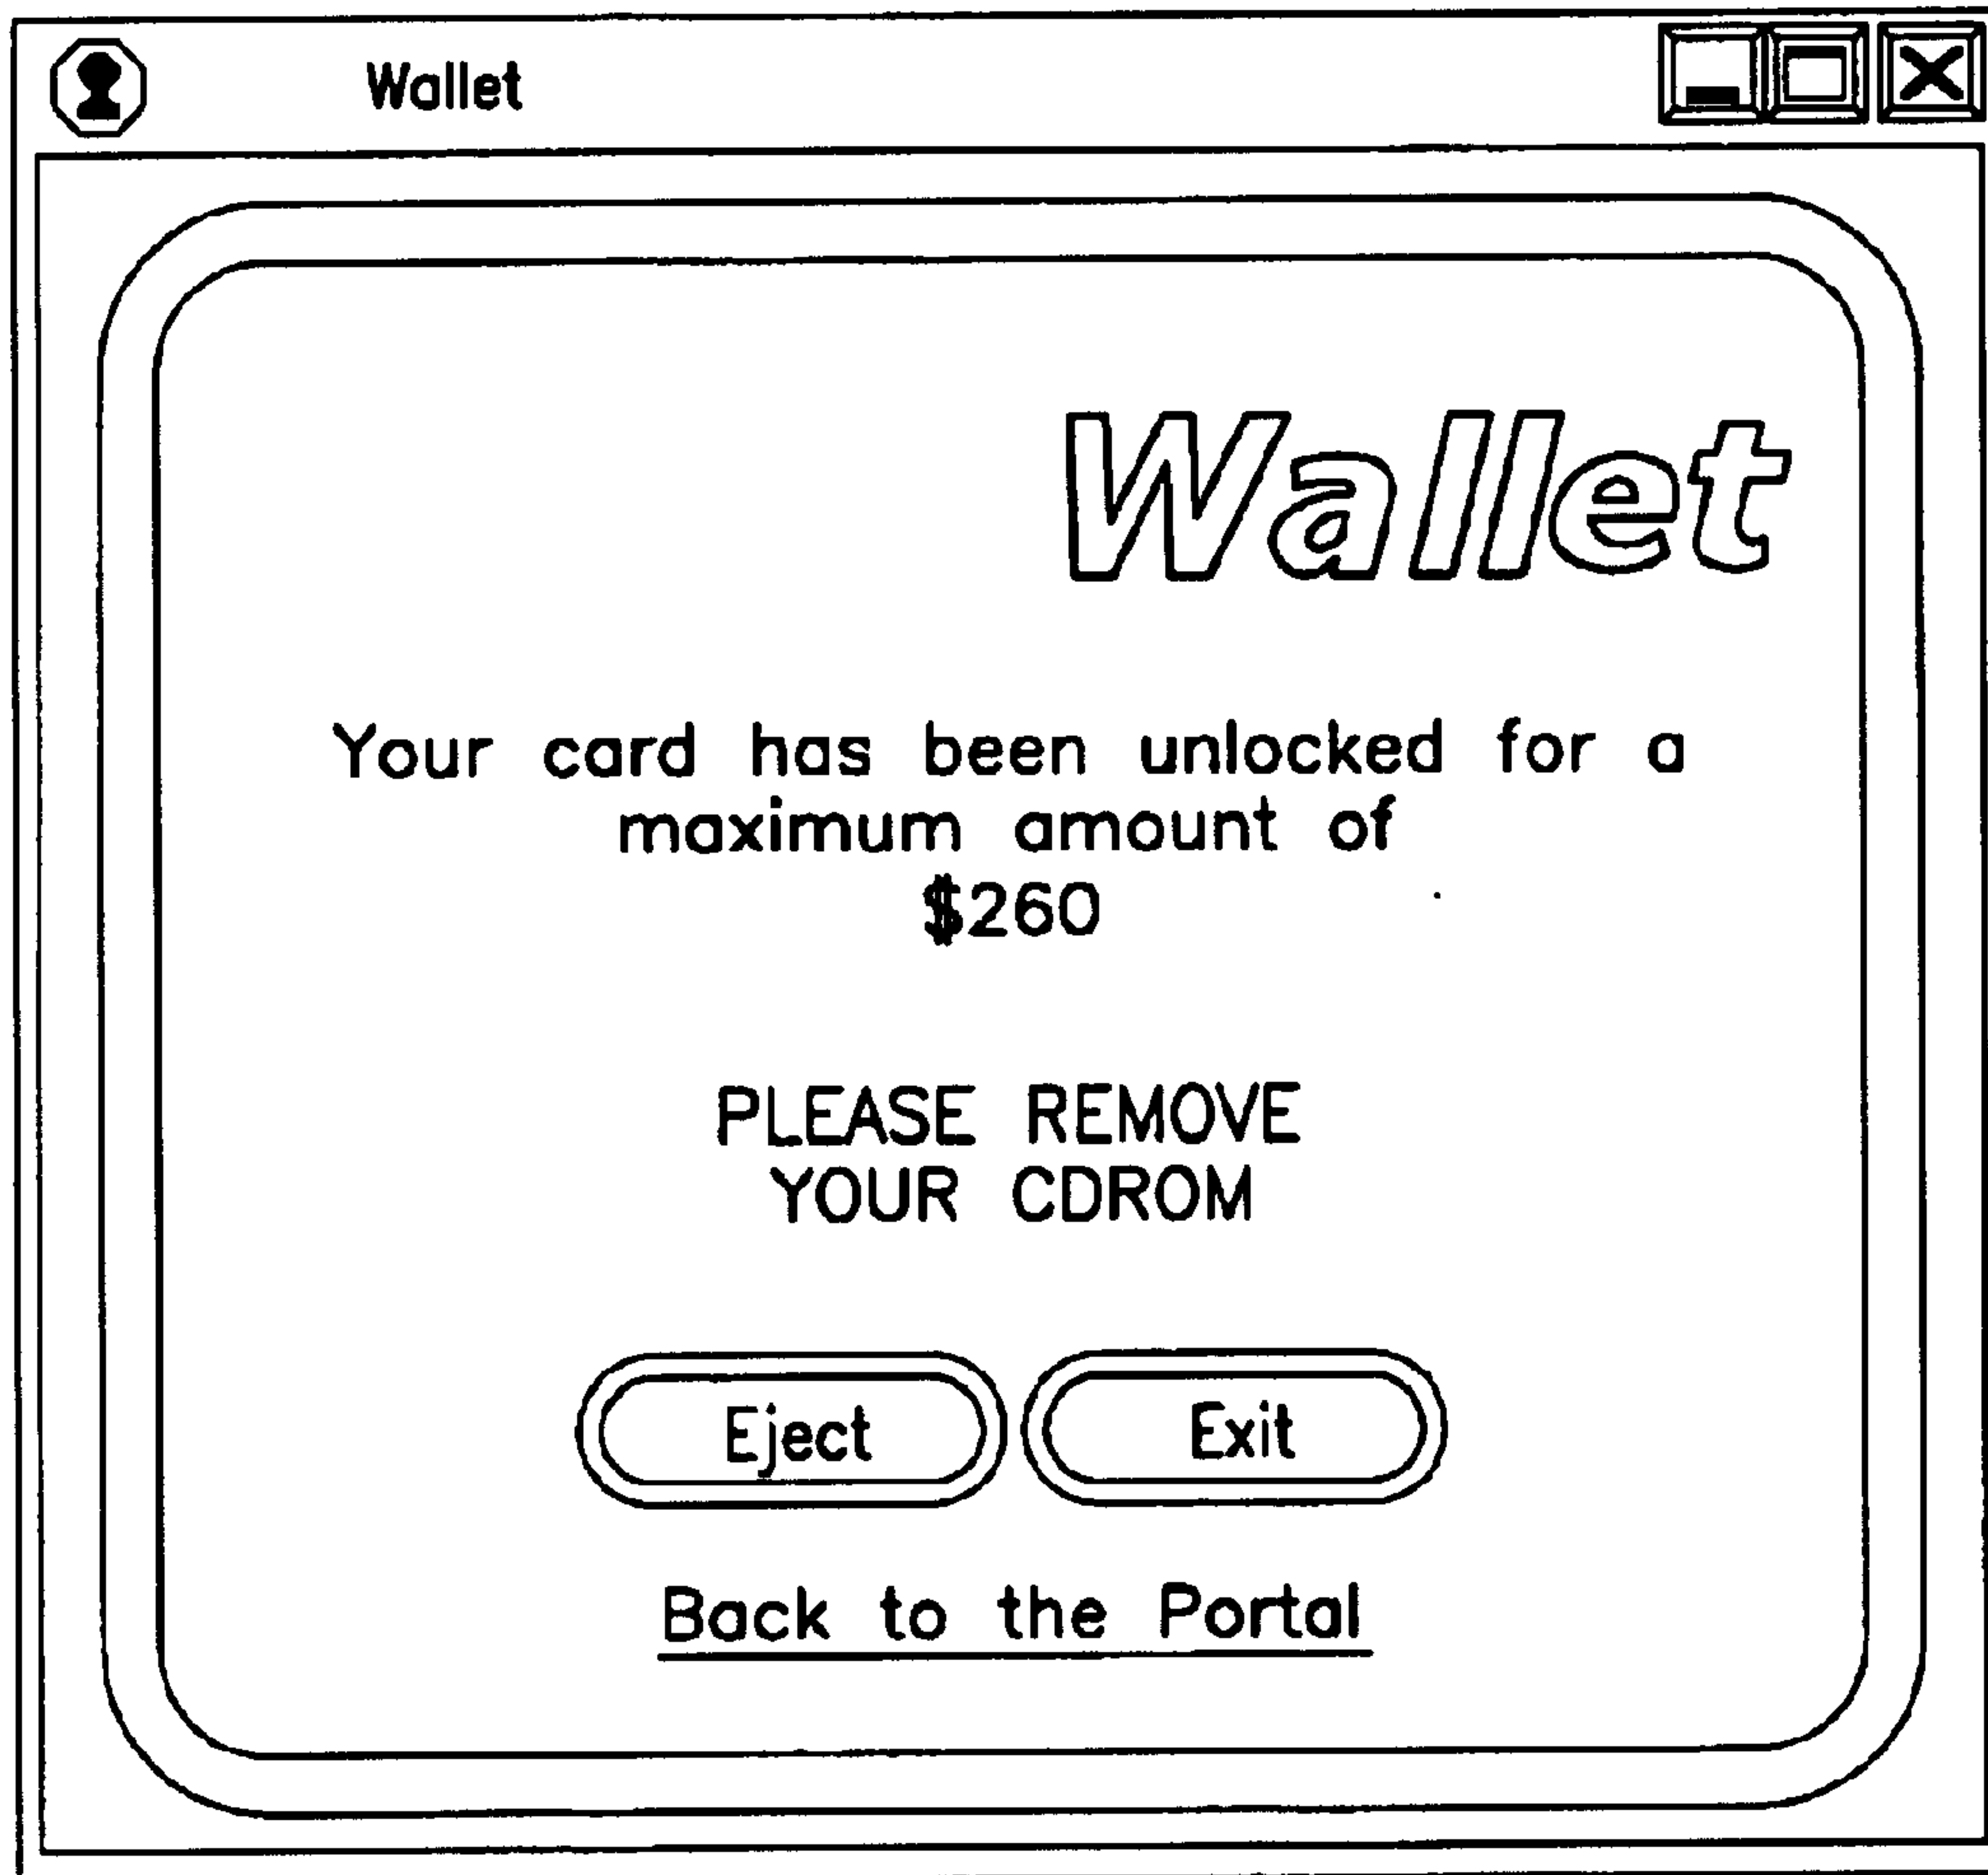 Wallet
Wallet
Your card has been unlocked for a
maximum amount of
$260
PLEASE REMOVE
YOUR CDROM
Eject Exit
Back to the Portal